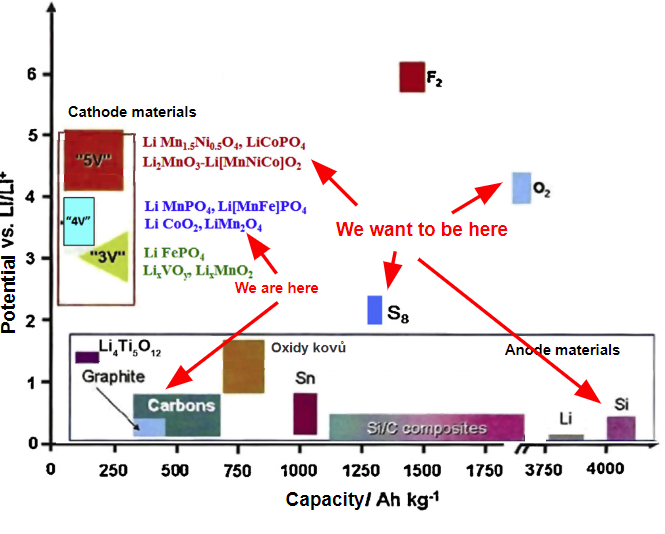 6
F2
Cathode materials
5
"5V"
Li Mn1.5Ni0.5O4, LiCoPO4
Li2MnO3-Li[MnNiCo]O2
4
O2
"4V"
Li MnPO4, Li[MnFe]PO4
Li CoO2, LiMn2O4
We want to be here
3
"3V"
Li FePO4
LixVOy, LixMnO2
We are here
Potential vs. Li/Li+
2
S8
Li4Ti5O12
Oxidy kovů
Anode materials
1
Graphite
Sn
Carbons
Si/C composites
Li
Si
0
0 250 500 750 1000 1250 1500 1750 3750 4000
Capacity/ Ah kg-1